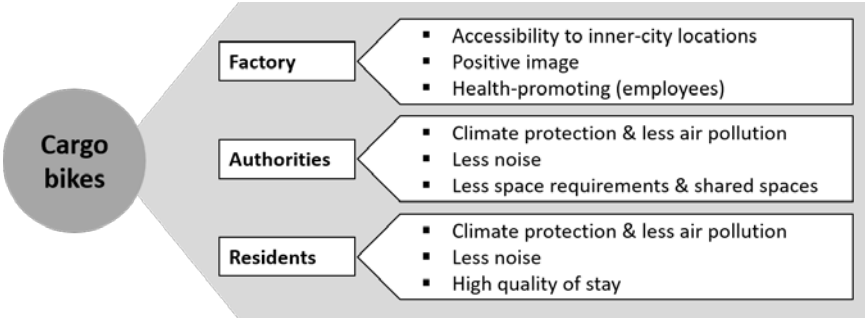 Cargo
bikes
Factory
▪ Accessibility to inner-city locations
▪ Positive image
▪ Health-promoting (employees)
Authorities
▪ Climate protection & less air pollution
▪ Less noise
▪ Less space requirements & shared spaces
Residents
▪ Climate protection & less air pollution
▪ Less noise
▪ High quality of stay